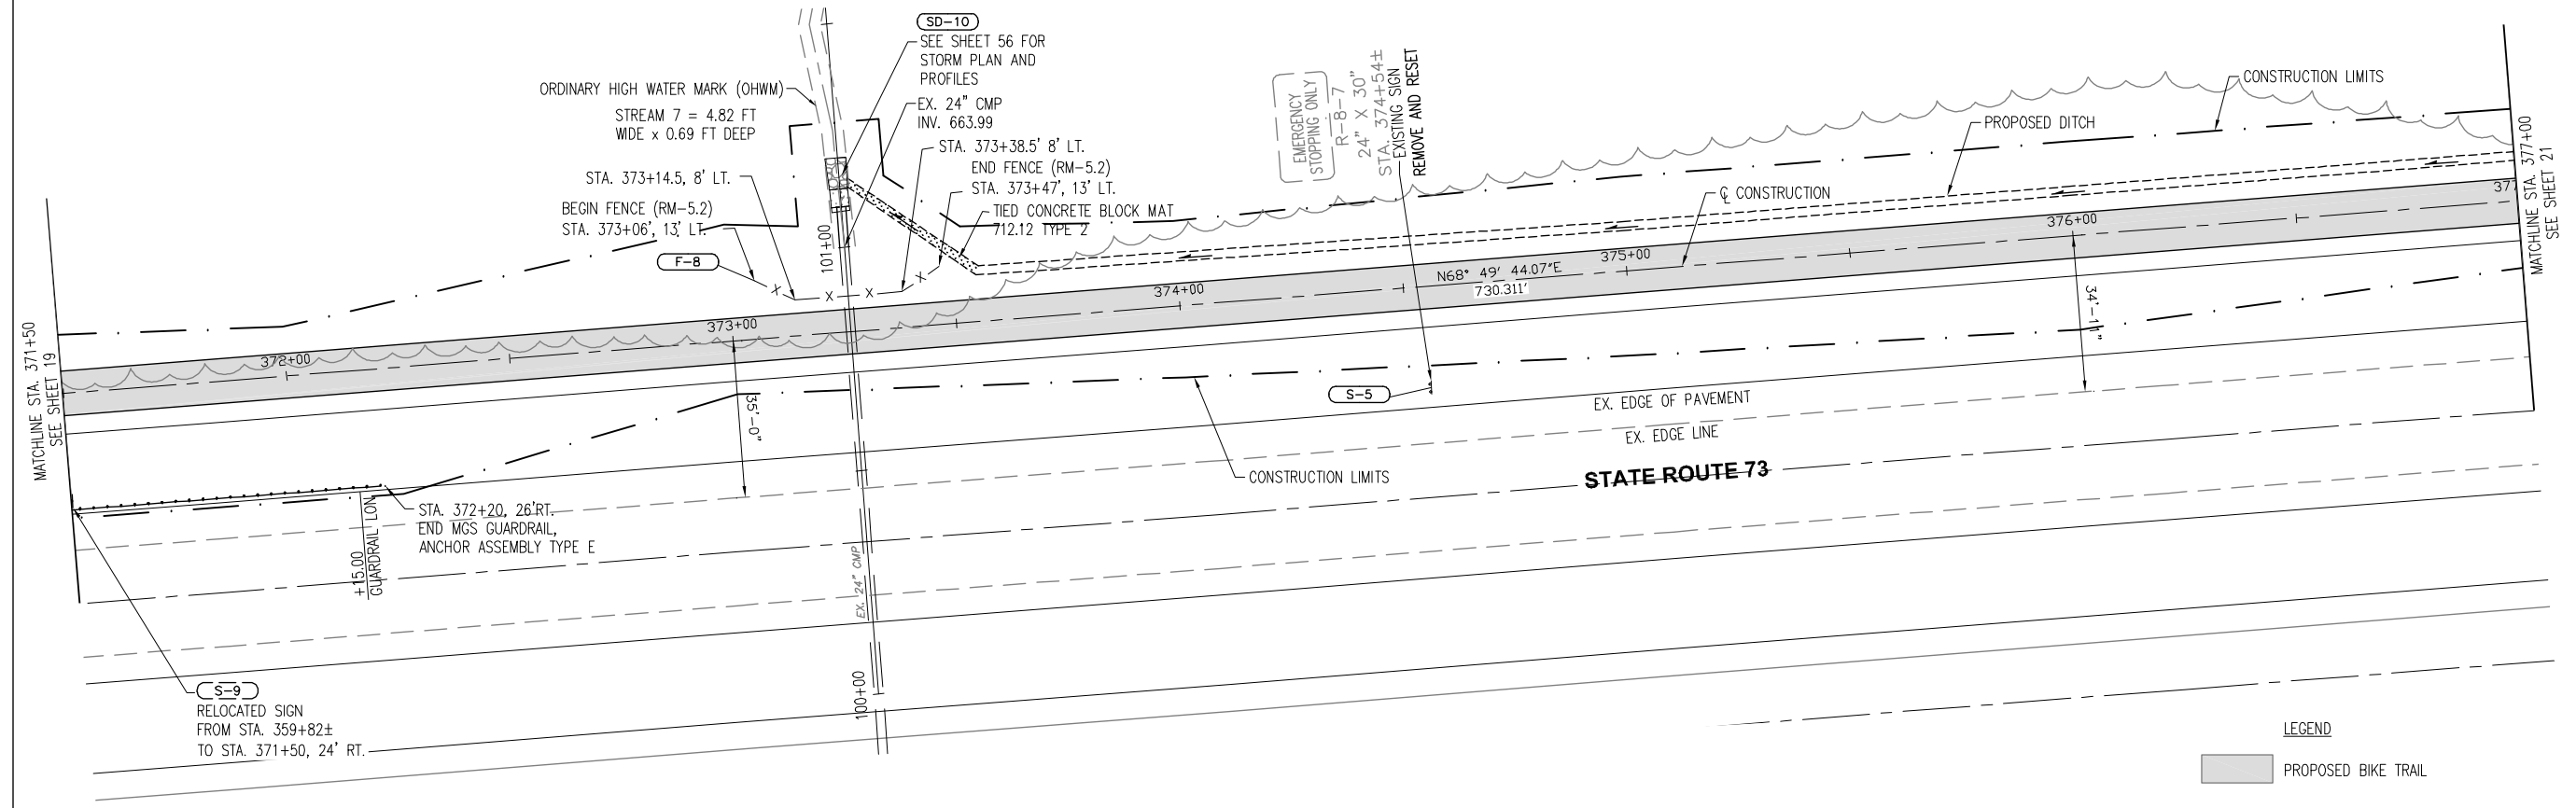 SD-10
SEE SHEET 56 FOR
STORM PLAN AND
PROFILES
ORDINARY HIGH WATER MARK (OHWM)
STREAM 7 = 4.82 FT
WIDE x 0.69 FT DEEP
EX. 24" CMP
INV. 663.99
STA. 373+14.5, 8' LT.
BEGIN FENCE (RM-5.2)
STA. 373+06', 13' LT.
F-8
STA. 373+38.5' 8' LT.
END FENCE (RM-5.2)
STA. 373+47', 13' LT.
TIED CONCRETE BLOCK MAT
712.12 TYPE 2
101+00
X
X
X
X
EMERGENCY
STOPPING ONLY
R-8-7
24" X 30"
STA. 374+54±
EXISTING SIGN
REMOVE AND RESET
CONSTRUCTION LIMITS
PROPOSED DITCH
℄ CONSTRUCTION
MATCHLINE STA. 377+00
SEE SHEET 21
MATCHLINE STA. 371+50
SEE SHEET 19
372+00
373+00
374+00
N68° 49' 44.07"E
730.311'
375+00
376+00
377
35'-0"
34'-11"
S-5
EX. EDGE OF PAVEMENT
EX. EDGE LINE
STATE ROUTE 73
CONSTRUCTION LIMITS
STA. 372+20, 26'RT.
END MGS GUARDRAIL,
ANCHOR ASSEMBLY TYPE E
+15.00
GUARDRAIL LON
EX. 24" CMP
100+00
S-9
RELOCATED SIGN
FROM STA. 359+82±
TO STA. 371+50, 24' RT.
LEGEND
PROPOSED BIKE TRAIL